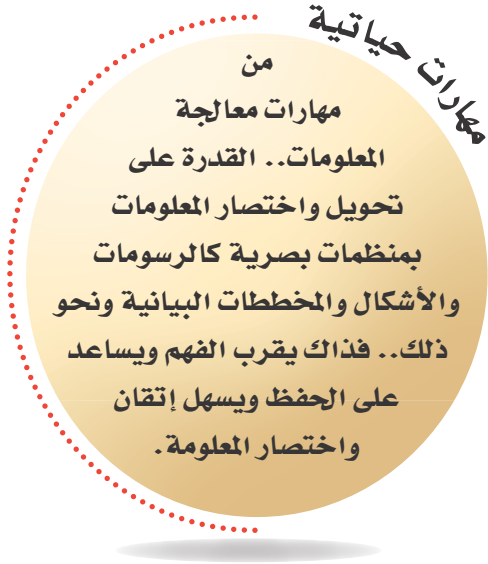 مهارات حياتية
من
مهارات معالجة
المعلومات.. القدرة على
تحويل واختصار المعلومات
بمنظمات بصرية كالرسومات
والأشكال والمخططات البيانية ونحو
ذلك.. فذاك يقرب الفهم ويساعد
على الحفظ ويسهل إتقان
واختصار المعلومة.